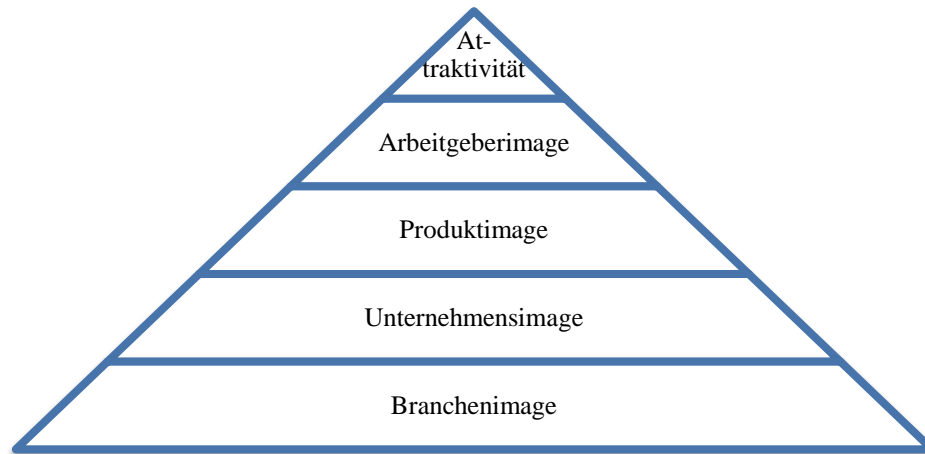 At-
traktivität
Arbeitgeberimage
Produktimage
Unternehmensimage
Branchenimage